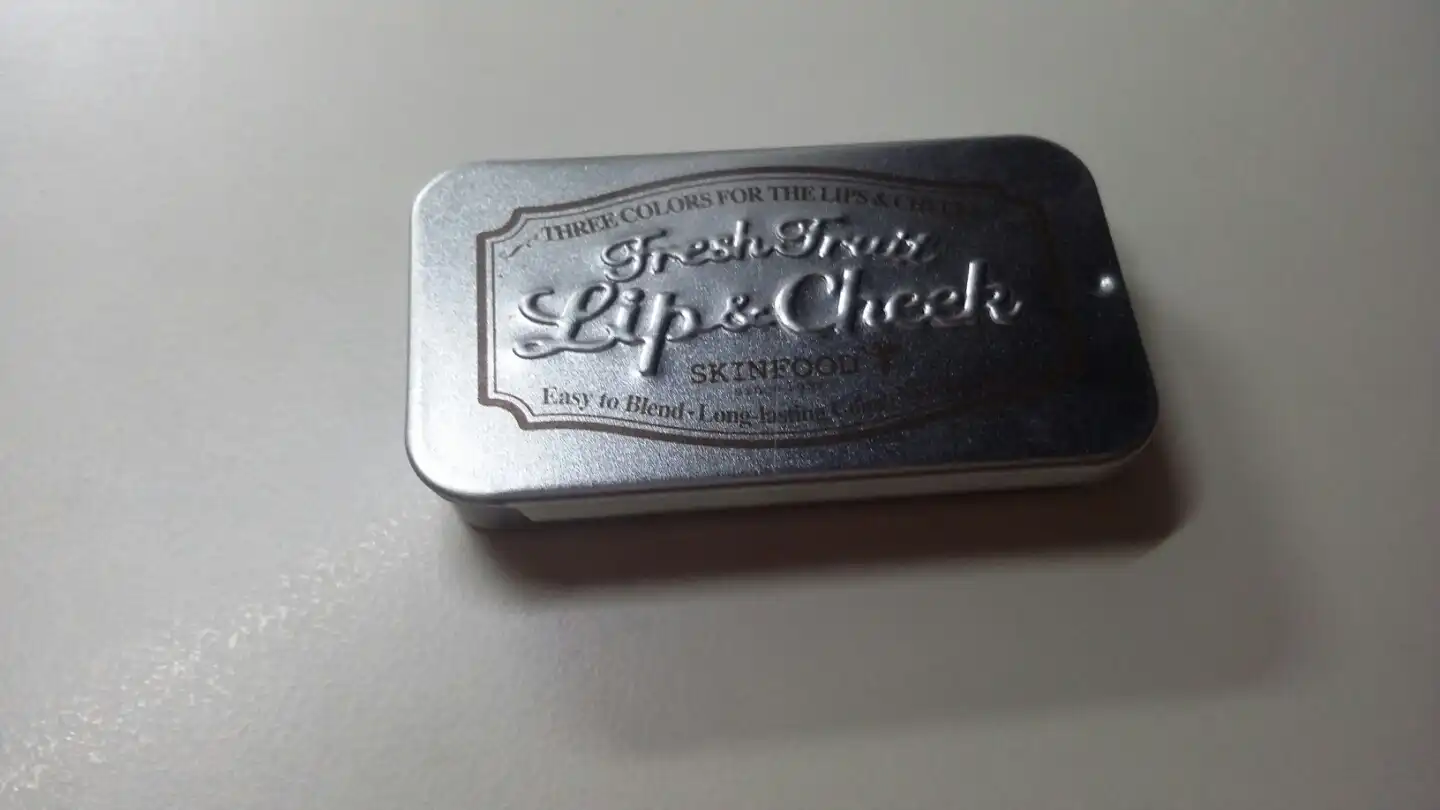 THREE COLORS FOR THE LIPS &
Fresh Fruit
Lip & Cheek
SKINFOOD
Easy to Blend · Long-lasting